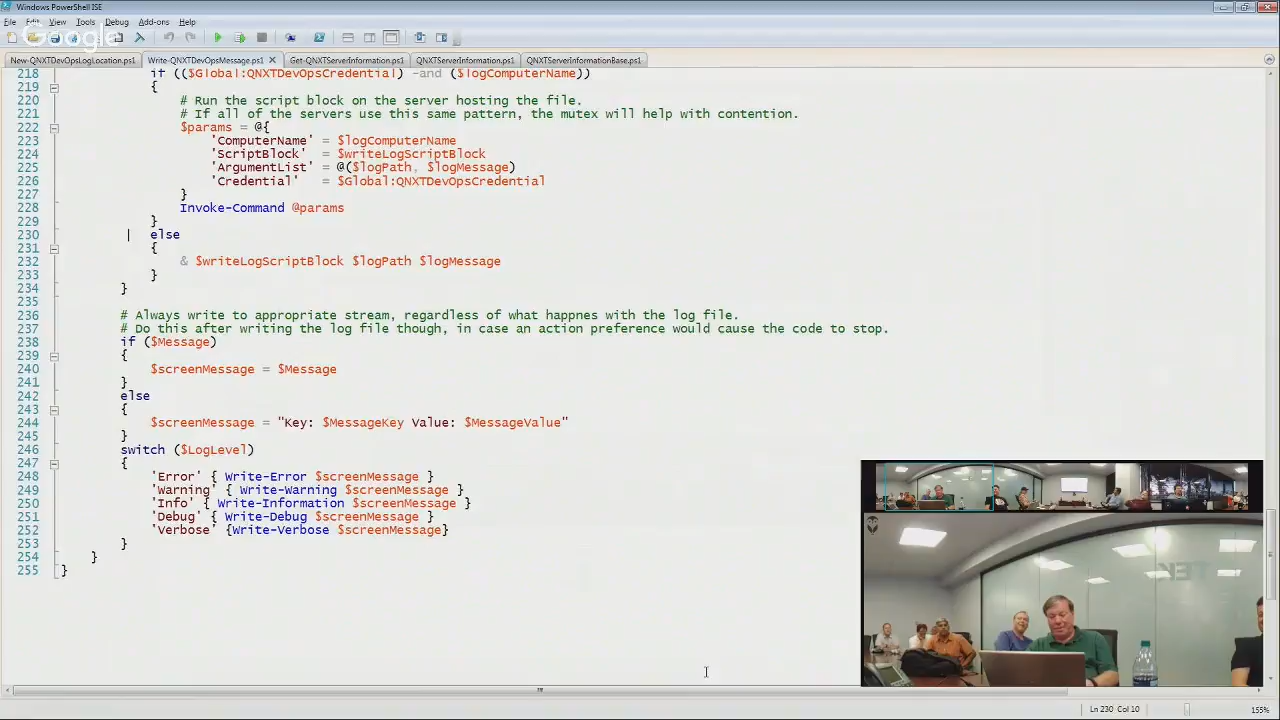 Windows PowerShell ISE
File Edit View Tools Debug Add-ons Help
Google
New-QNXTDevOpsLogLocation.ps1 Write-QNXTDevOpsMessage.ps1 X Get-QNXTServerInformation.ps1 QNXTServerInformation.ps1 QNXTServerInformationBase.ps1
218 if (($Global:QNXTDevOpsCredential) -and ($logComputerName))
219 {
220 # Run the script block on the server hosting the file.
221 # If all of the servers use this same pattern, the mutex will help with contention.
222 $params = @{
223 'ComputerName' = $logComputerName
224 'ScriptBlock' = $writeLogScriptBlock
225 'ArgumentList' = @($logPath, $logMessage)
226 'Credential' = $Global:QNXTDevOpsCredential
227 }
228 Invoke-Command @params
229 }
230 else
231 {
232 & $writeLogScriptBlock $logPath $logMessage
233 }
234 }
235
236 # Always write to appropriate stream, regardless of what happnes with the log file.
237 # Do this after writing the log file though, in case an action preference would cause the code to stop.
238 if ($Message)
239 {
240 $screenMessage = $Message
241 }
242 else
243 {
244 $screenMessage = "Key: $MessageKey Value: $MessageValue"
245 }
246 switch ($LogLevel)
247 {
248 'Error' { Write-Error $screenMessage }
249 'Warning' { Write-Warning $screenMessage }
250 'Info' { Write-Information $screenMessage }
251 'Debug' { Write-Debug $screenMessage }
252 'Verbose' {Write-Verbose $screenMessage}
253 }
254 }
255 }
Ln 230 Col 10 155%